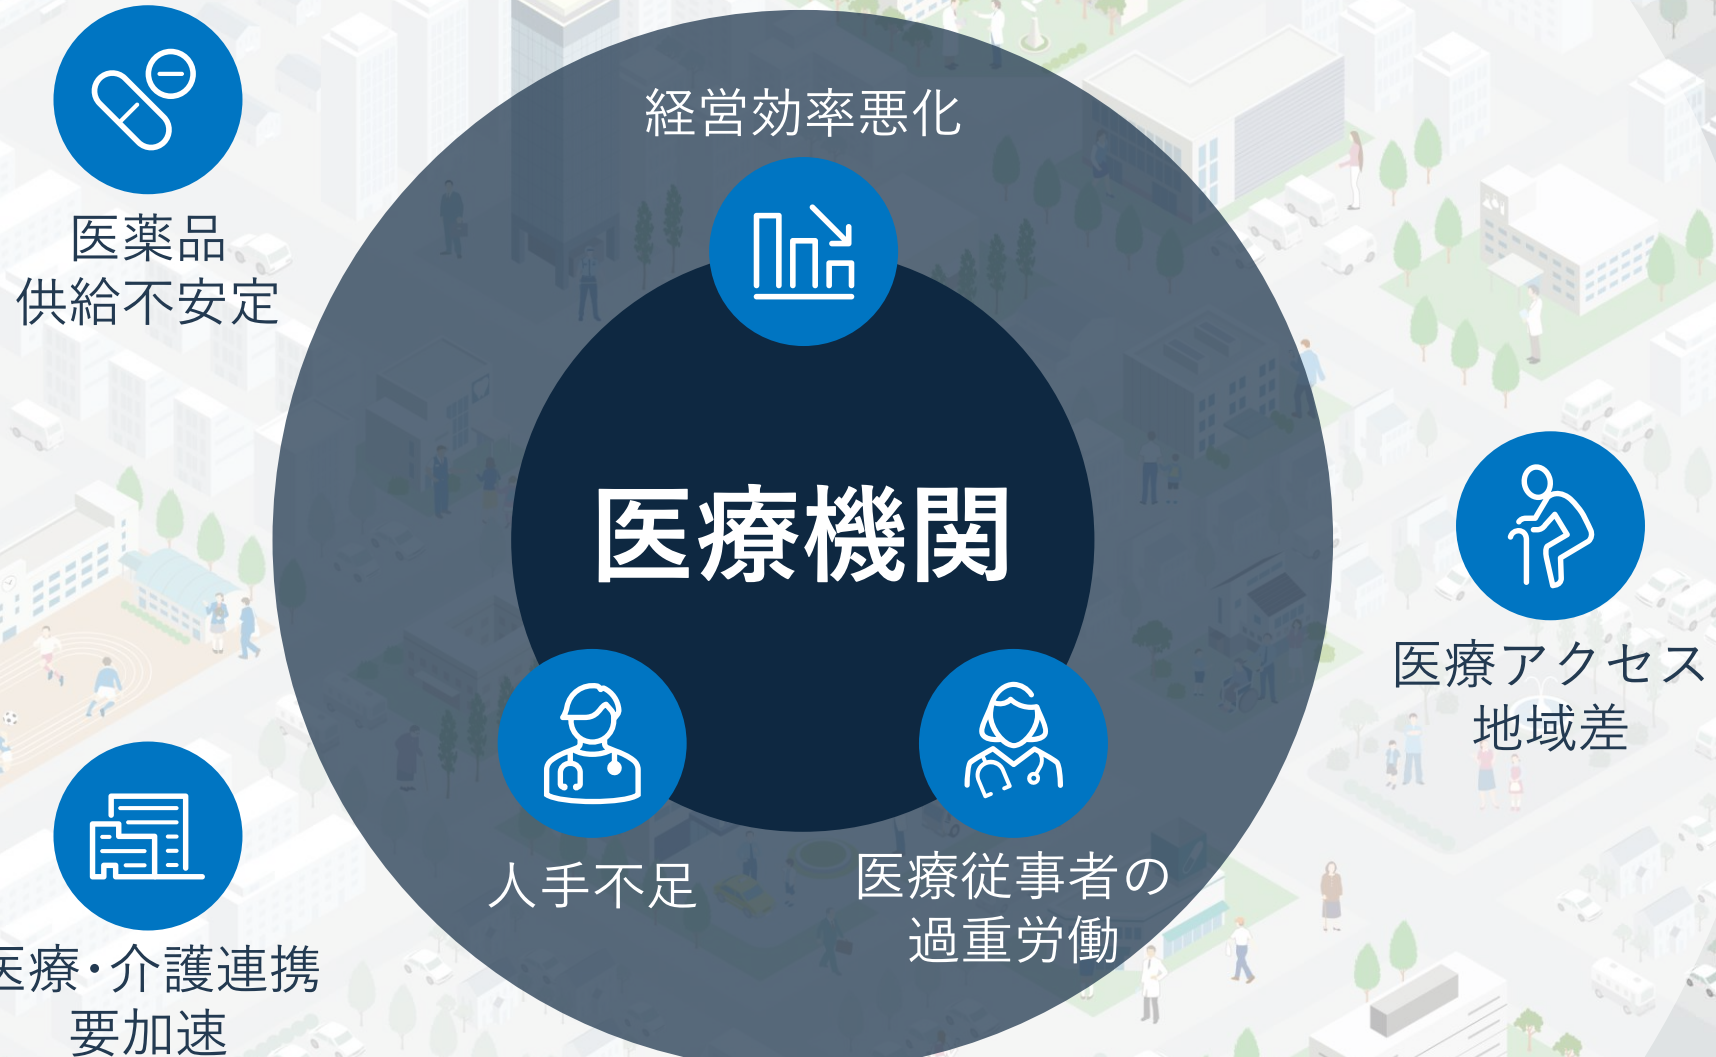 経営効率悪化
医薬品
供給不安定
医療機関
医療アクセス
地域差
人手不足
医療従事者の
過重労働
医療・介護連携
要加速